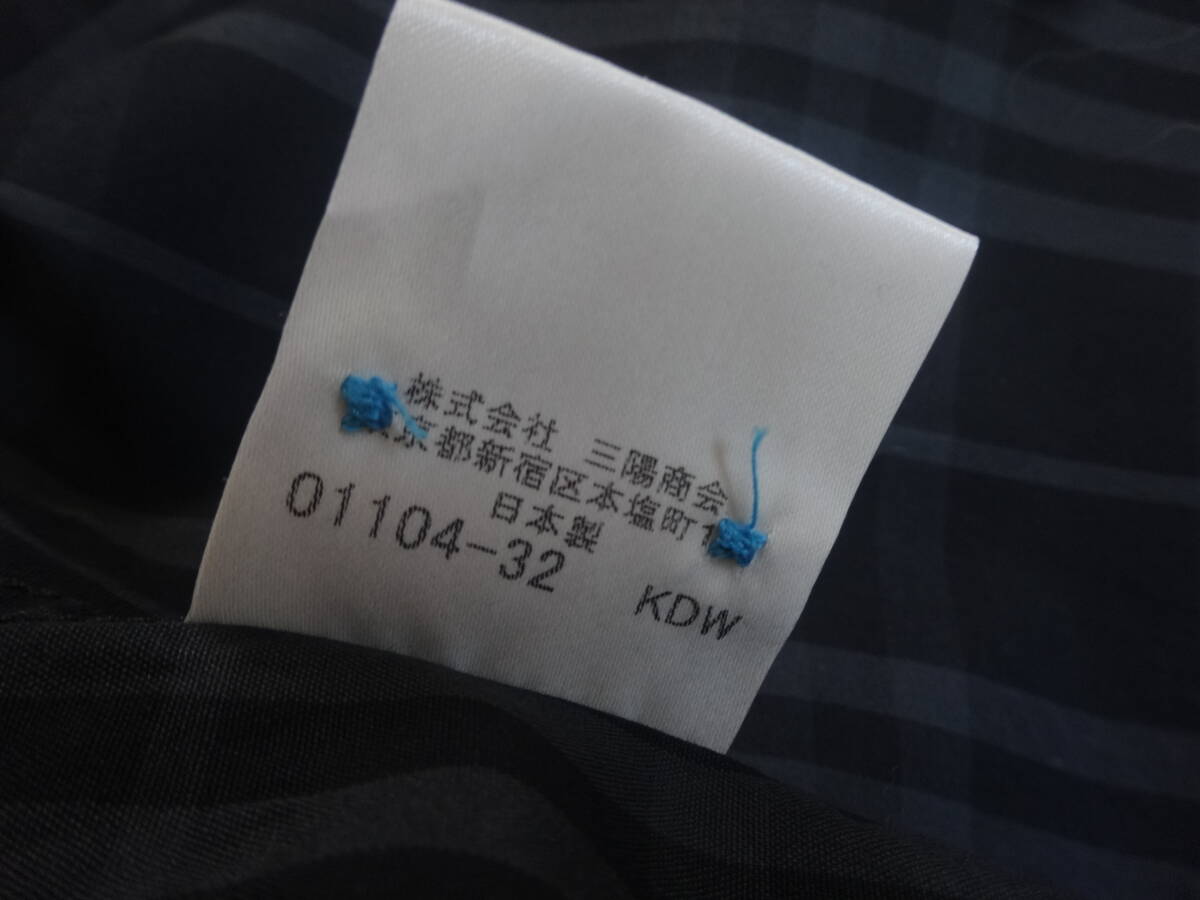 株式会社 三陽商会
京都新宿区本塩町
日本製
01104-32 KDW